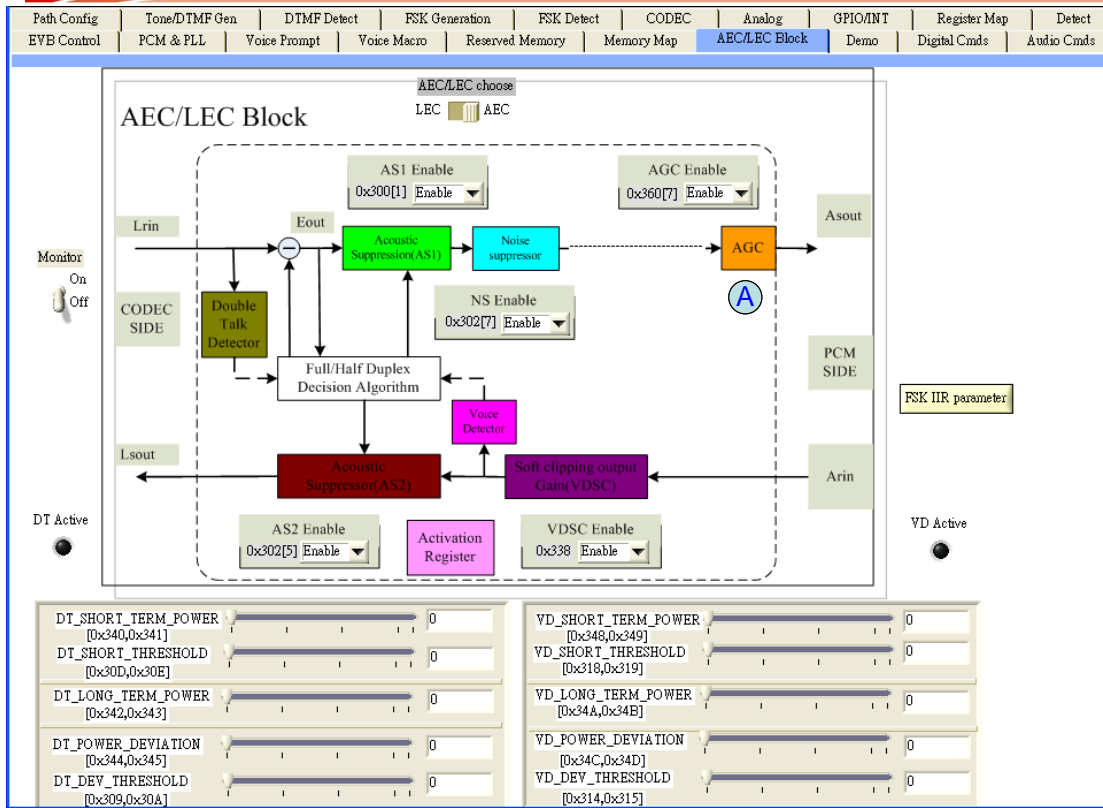 Path Config Tone/DTMF Gen DTMF Detect FSK Generation FSK Detect CODEC Analog GPIO/INT Register Map Detect
EVB Control PCM & PLL Voice Prompt Voice Macro Reserved Memory Memory Map AEC/LEC Block Demo Digital Cmds Audio Cmds
AEC/LEC choose
LEC AEC
AEC/LEC Block
AS1 Enable
0x300[1] Enable
AGC Enable
0x360[7] Enable
Lrin
Eout
Acoustic
Suppression(AS1)
Noise
suppressor
AGC
Asout
A
Monitor
On
Off
CODEC
SIDE
Double
Talk
Detector
NS Enable
0x302[7] Enable
PCM
SIDE
Full/Half Duplex
Decision Algorithm
FSK IIR parameter
Voice
Detector
Lsout
Acoustic
Suppressor(AS2)
Soft clipping output
Gain(VDSC)
Arin
DT Active
AS2 Enable
0x302[5] Enable
Activation
Register
VDSC Enable
0x338 Enable
VD Active
DT_SHORT_TERM_POWER 0
[0x340,0x341]
DT_SHORT_THRESHOLD 0
[0x30D,0x30E]
DT_LONG_TERM_POWER 0
[0x342,0x343]
DT_POWER_DEVIATION 0
[0x344,0x345]
DT_DEV_THRESHOLD 0
[0x309,0x30A]
VD_SHORT_TERM_POWER 0
[0x348,0x349]
VD_SHORT_THRESHOLD 0
[0x318,0x319]
VD_LONG_TERM_POWER 0
[0x34A,0x34B]
VD_POWER_DEVIATION 0
[0x34C,0x34D]
VD_DEV_THRESHOLD 0
[0x314,0x315]